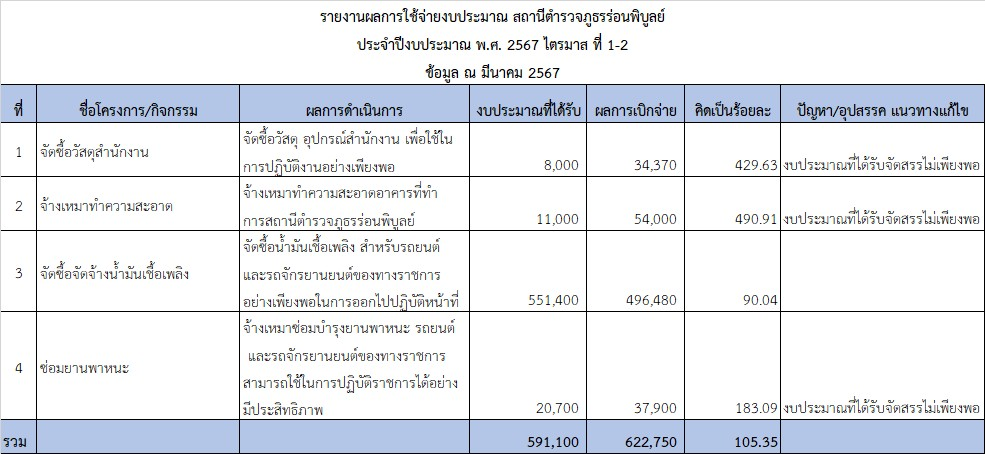 รายงานผลการใช้จ่ายงบประมาณ สถานีตำรวจภูธรร่อนพิบูลย์
ประจำปีงบประมาณ พ.ศ. 2567 ไตรมาส ที่ 1-2
ข้อมูล ณ มีนาคม 2567
ที่ ชื่อโครงการ/กิจกรรม ผลการดำเนินการ งบประมาณที่ได้รับ ผลการเบิกจ่าย คิดเป็นร้อยละ ปัญหา/อุปสรรค แนวทางแก้ไข
1 จัดซื้อวัสดุสำนักงาน จัดซื้อวัสดุ อุปกรณ์สำนักงาน เพื่อใช้ใน
การปฏิบัติงานอย่างเพียงพอ 8,000 34,370 429.63 งบประมาณที่ได้รับจัดสรรไม่เพียงพอ
2 จ้างเหมาทำความสะอาด จ้างเหมาทำความสะอาดอาคารที่ทำ
การสถานีตำรวจภูธรร่อนพิบูลย์ 11,000 54,000 490.91 งบประมาณที่ได้รับจัดสรรไม่เพียงพอ
จัดซื้อน้ำมันเชื้อเพลิง สำหรับรถยนต์
3 จัดซื้อจัดจ้างน้ำมันเชื้อเพลิง และรถจักรยานยนต์ของทางราชการ
อย่างเพียงพอในการออกไปปฏิบัติหน้าที่ 551,400 496,480 90.04
จ้างเหมาซ่อมบำรุงยานพาหนะ รถยนต์
4 ซ่อมยานพาหนะ และรถจักรยานยนต์ของทางราชการ
สามารถใช้ในการปฏิบัติราชการได้อย่าง
มีประสิทธิภาพ 20,700 37,900 183.09 งบประมาณที่ได้รับจัดสรรไม่เพียงพอ
รวม 591,100 622,750 105.35